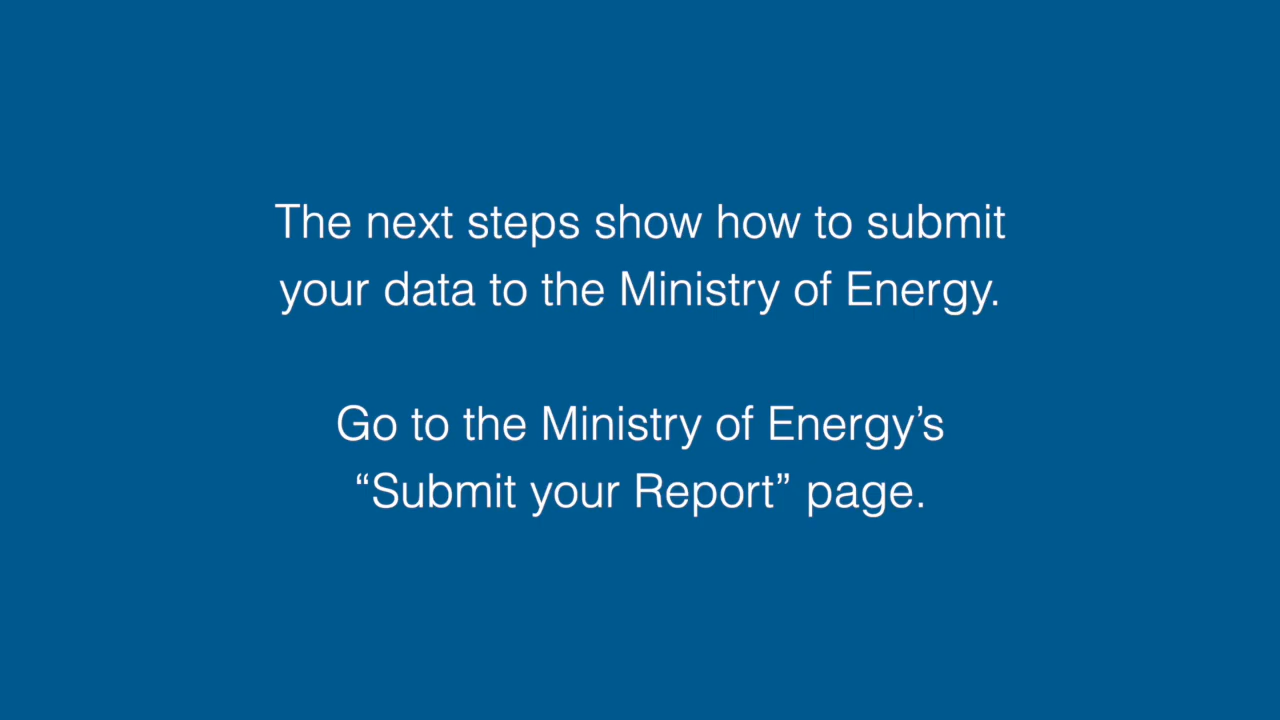 The next steps show how to submit
your data to the Ministry of Energy.
Go to the Ministry of Energy’s
“Submit your Report” page.